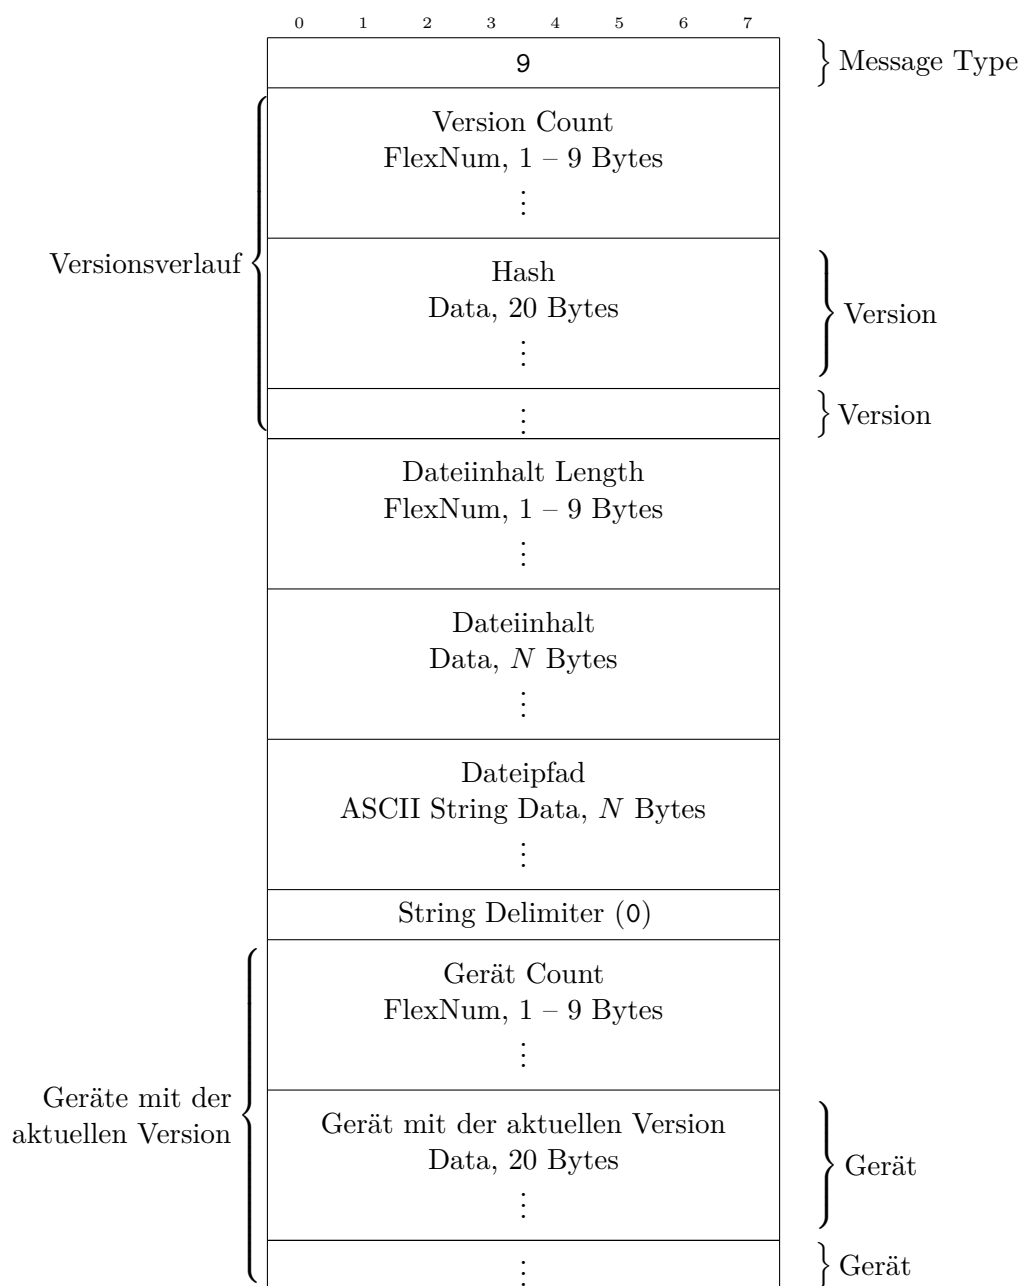 0 1 2 3 4 5 6 7
9
Message Type
Version Count
FlexNum, 1 – 9 Bytes
⋮
Versionsverlauf
Hash
Data, 20 Bytes
⋮
Version
⋮
Version
Dateiinhalt Length
FlexNum, 1 – 9 Bytes
⋮
Dateiinhalt
Data, N Bytes
⋮
Dateipfad
ASCII String Data, N Bytes
⋮
String Delimiter (0)
Gerät Count
FlexNum, 1 – 9 Bytes
⋮
Geräte mit der
aktuellen Version
Gerät mit der aktuellen Version
Data, 20 Bytes
⋮
Gerät
⋮
Gerät